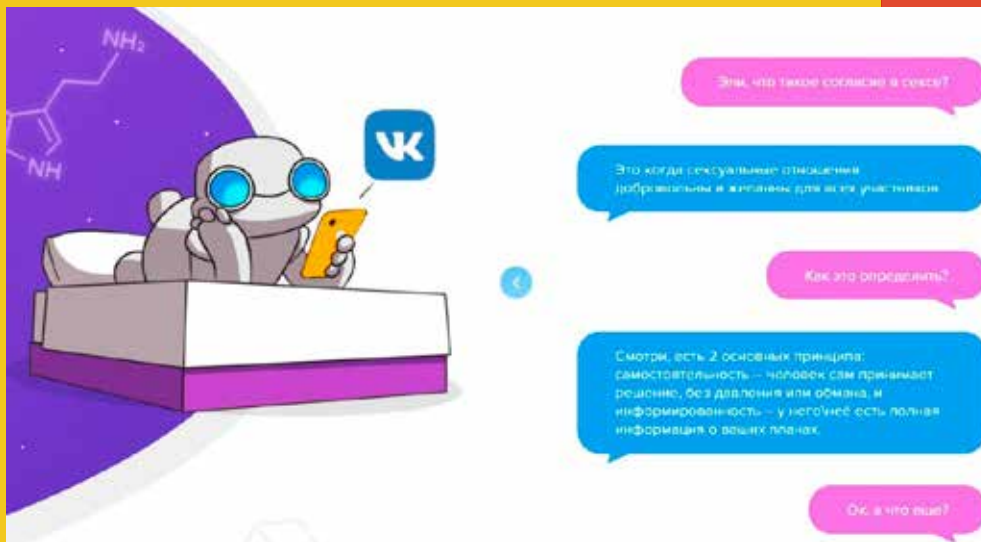 NH₂
NH
VK
Эли, что такое согласие в сексе?
Это когда сексуальные отношения
добровольны и желанны для всех участников
Как это определить?
Смотри, есть 2 основных принципа:
самостоятельность – человек сам принимает
решение, без давления или обмана, и
информированность – у него\неё есть полная
информация о ваших планах.
Ок, а что еще?